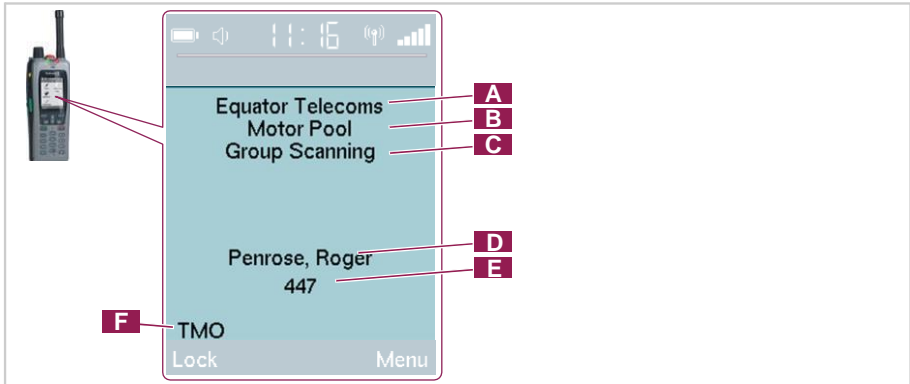 11:16
Equator Telecoms A
Motor Pool B
Group Scanning C
Penrose, Roger D
447 E
F TMO
Lock Menu